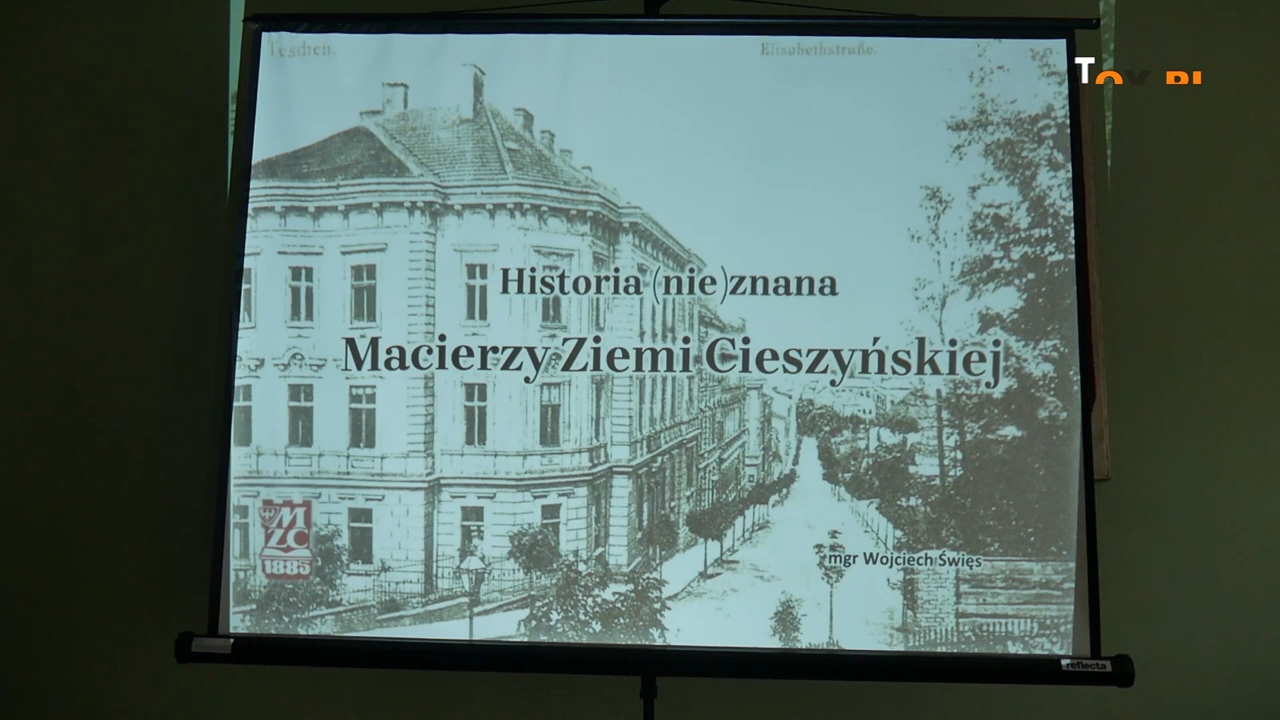 Teschen.
Elisabethstraße.
Historia (nie)znana
Macierzy Ziemi Cieszyńskiej
MZC
1885
mgr Wojciech Święs
reflecta